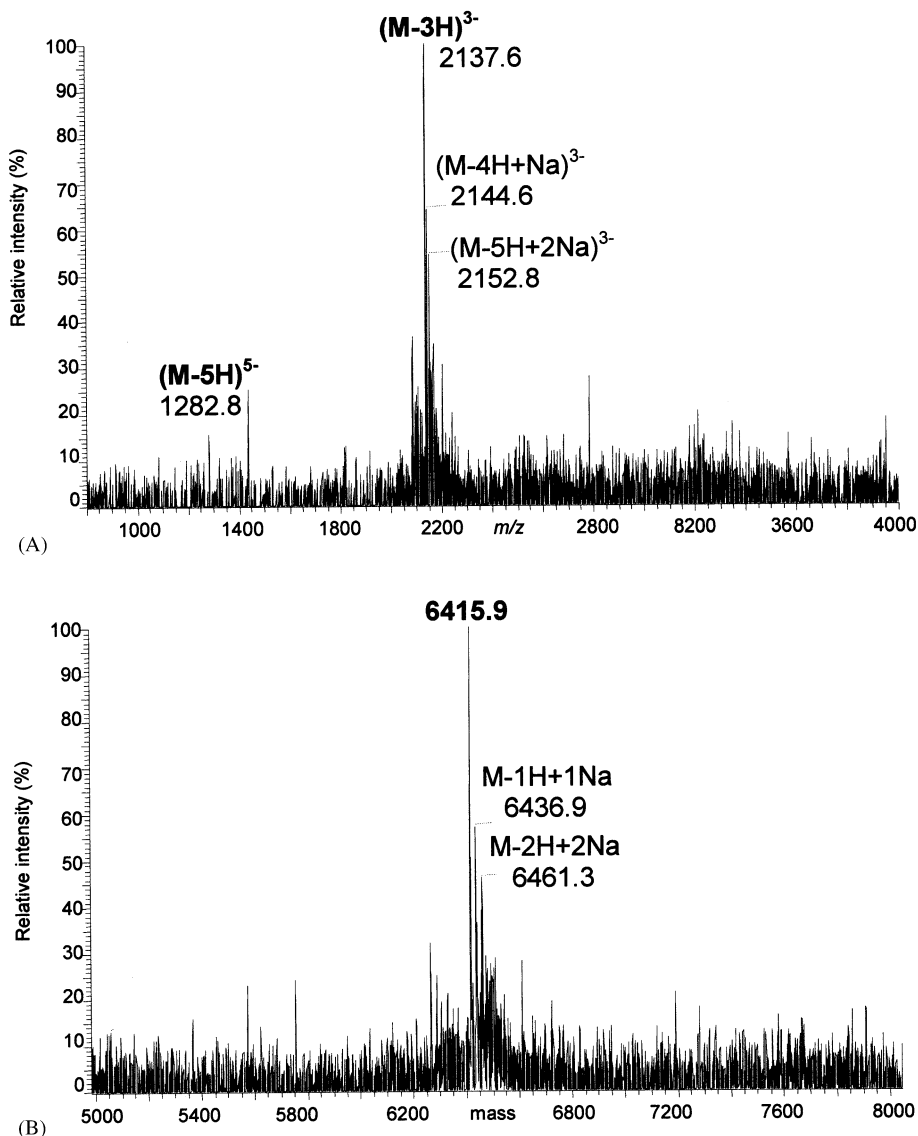 (M-3H)3-
2137.6
(M-4H+Na)3-
2144.6
(M-5H+2Na)3-
2152.8
(M-5H)5-
1282.8
Relative intensity (%)
100
90
80
70
60
50
40
30
20
10
0
1000 1400 1800 2200 m/z 2800 8200 3600 4000
(A)
6415.9
M-1H+1Na
6436.9
M-2H+2Na
6461.3
Relative intensity (%)
100
90
80
70
60
50
40
30
20
10
0
5000 5400 5800 6200 mass 6800 7200 7600 8000
(B)